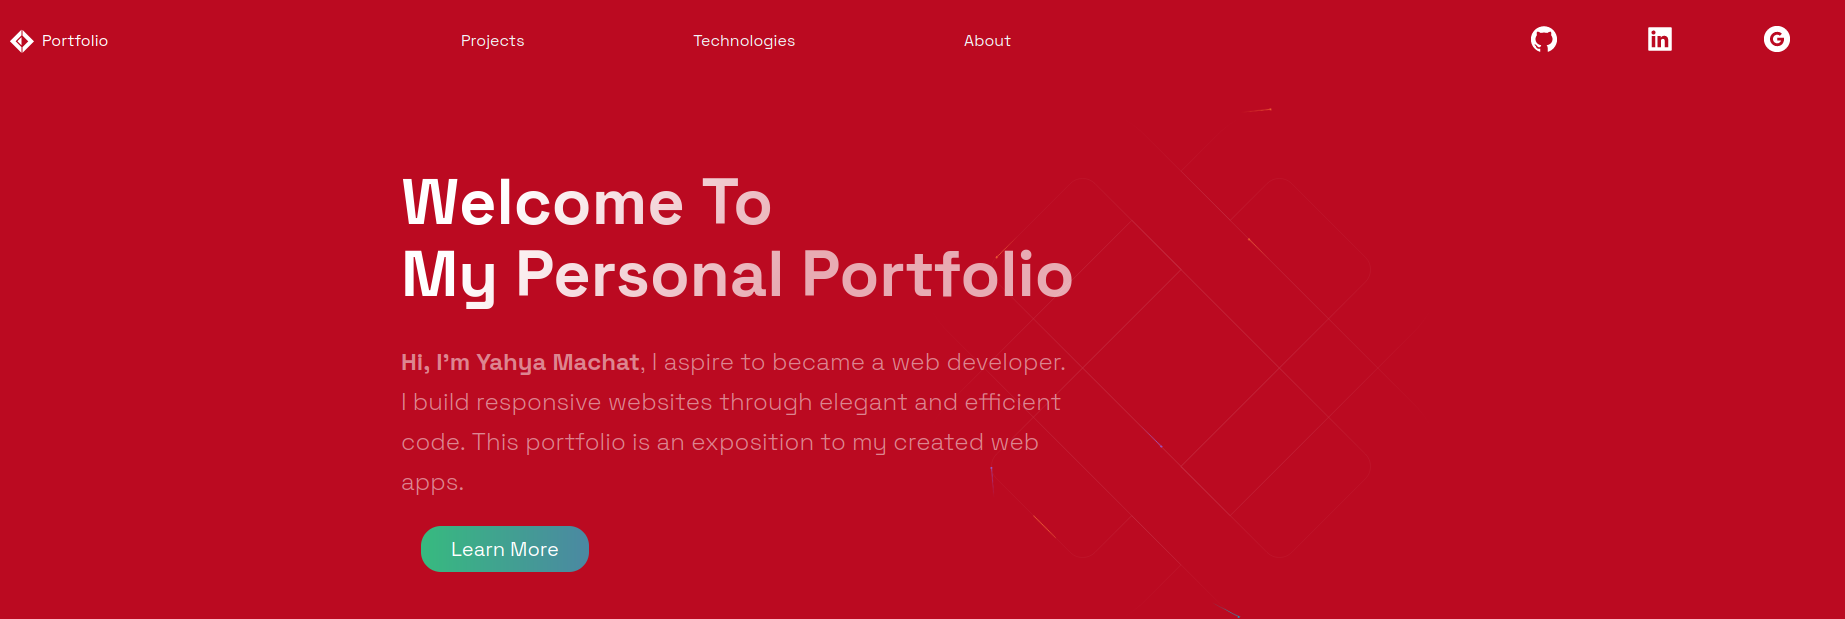 Portfolio
Projects
Technologies
About
Welcome To
My Personal Portfolio
Hi, I'm Yahya Machat, I aspire to became a web developer.
I build responsive websites through elegant and efficient
code. This portfolio is an exposition to my created web
apps.
Learn More